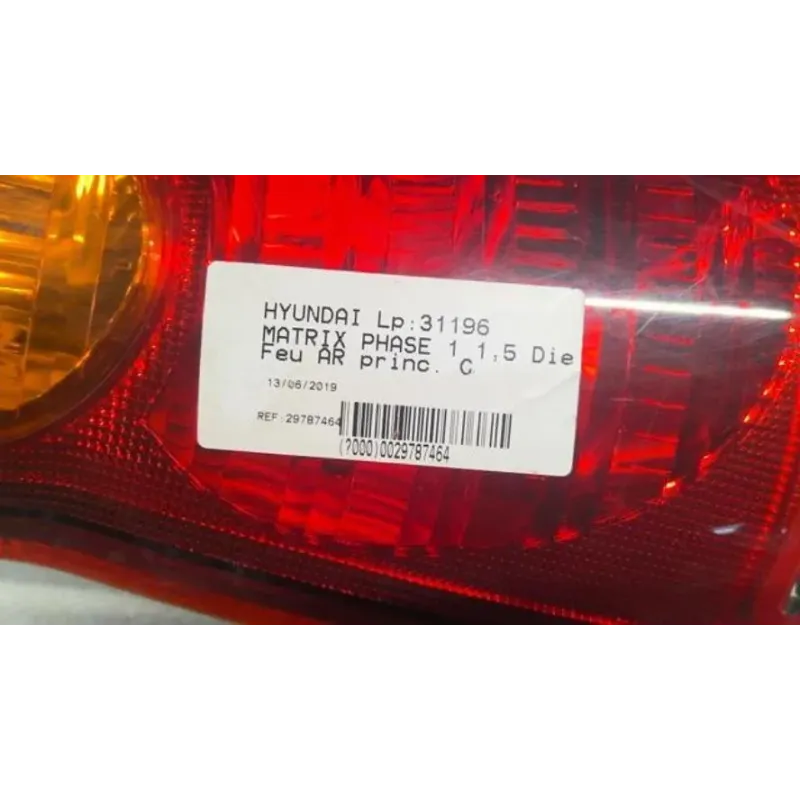 HYUNDAI Lp:31196
MATRIX PHASE 1 1,5 Die
Feu AR princ. C
13/06/2019
REF:29787464
(?000)0029787464